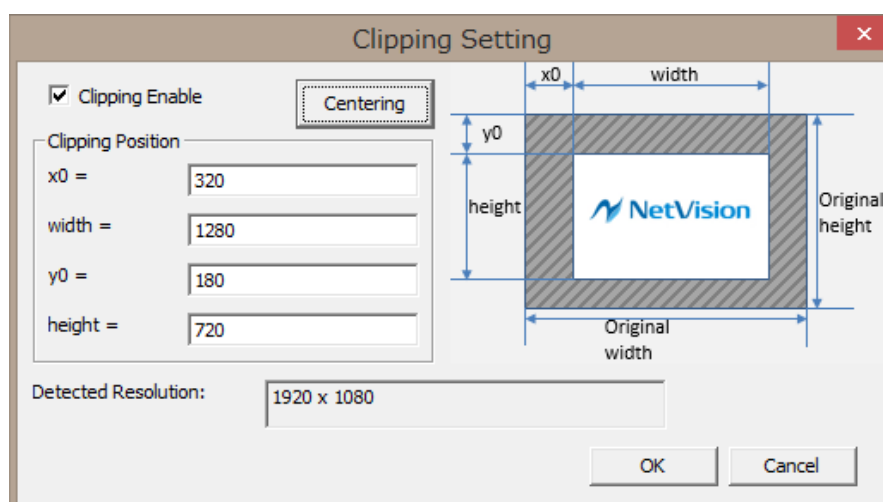 Clipping Setting
Clipping Enable
Centering
Clipping Position
x0 =
320
width =
1280
y0 =
180
height =
720
x0
width
y0
height
NetVision
Original
height
Original
width
Detected Resolution:
1920 x 1080
OK
Cancel